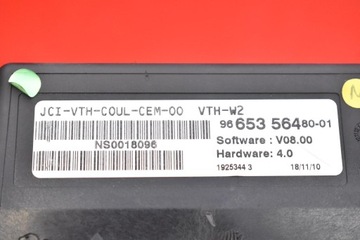 JCI-VTH-COUL-CEM-00 VTH-W2
96 653 564 80-01
NS0018096
Software : V08.00
Hardware: 4.0
1925344 3 18/11/10